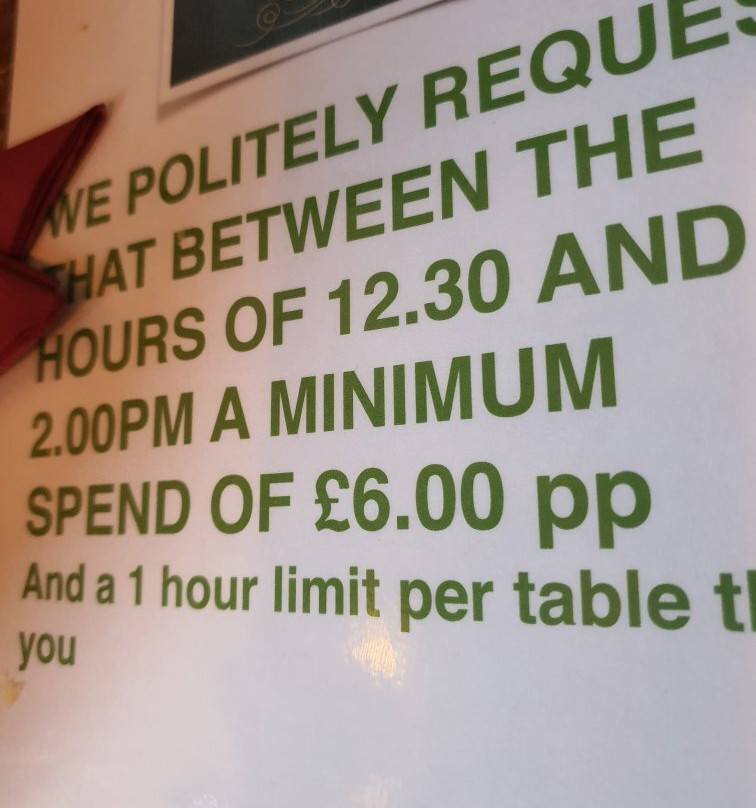 WE POLITELY REQUES
THAT BETWEEN THE
HOURS OF 12.30 AND
2.00PM A MINIMUM
SPEND OF £6.00 pp
And a 1 hour limit per table th
you